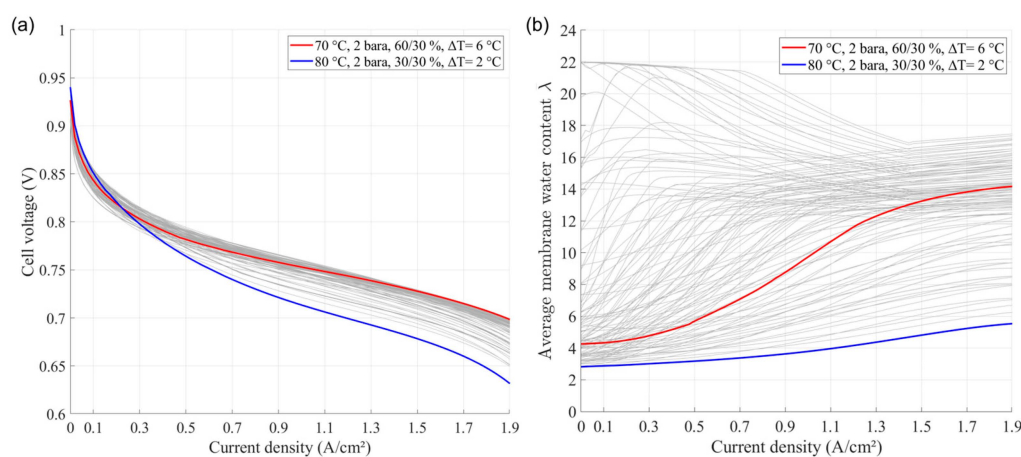 (a)
1
0.95
0.9
0.85
0.8
0.75
0.7
0.65
0.6
Cell voltage (V)
70 °C, 2 bara, 60/30 %, ΔT= 6 °C
80 °C, 2 bara, 30/30 %, ΔT= 2 °C
0 0.1 0.3 0.5 0.7 0.9 1.1 1.3 1.5 1.7 1.9
Current density (A/cm²)
(b)
24
22
20
18
16
14
12
10
8
6
4
2
0
Average membrane water content λ
70 °C, 2 bara, 60/30 %, ΔT= 6 °C
80 °C, 2 bara, 30/30 %, ΔT= 2 °C
0 0.1 0.3 0.5 0.7 0.9 1.1 1.3 1.5 1.7 1.9
Current density (A/cm²)